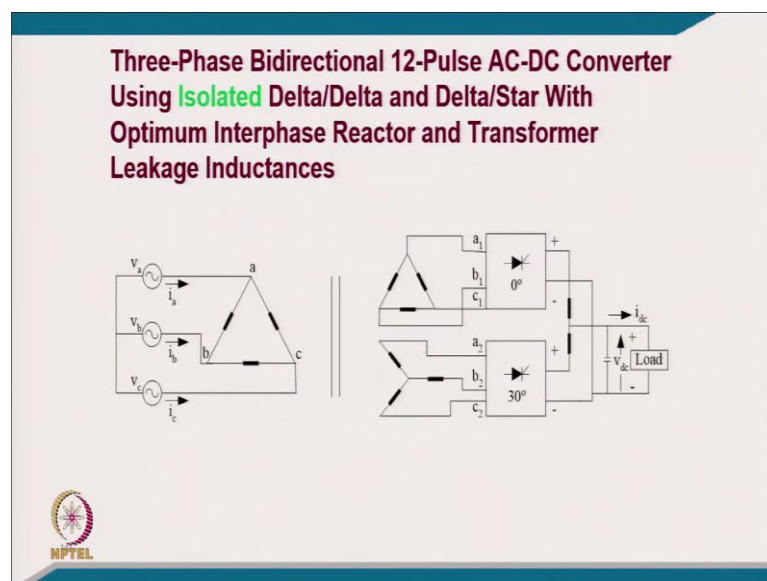 Three-Phase Bidirectional 12-Pulse AC-DC Converter
Using Isolated Delta/Delta and Delta/Star With
Optimum Interphase Reactor and Transformer
Leakage Inductances
va
ia
vb
ib
vc
ic
a
b
c
a1
b1
c1
0º
+
-
a2
b2
c2
30º
+
-
idc
+
vdc
-
Load
NPTEL